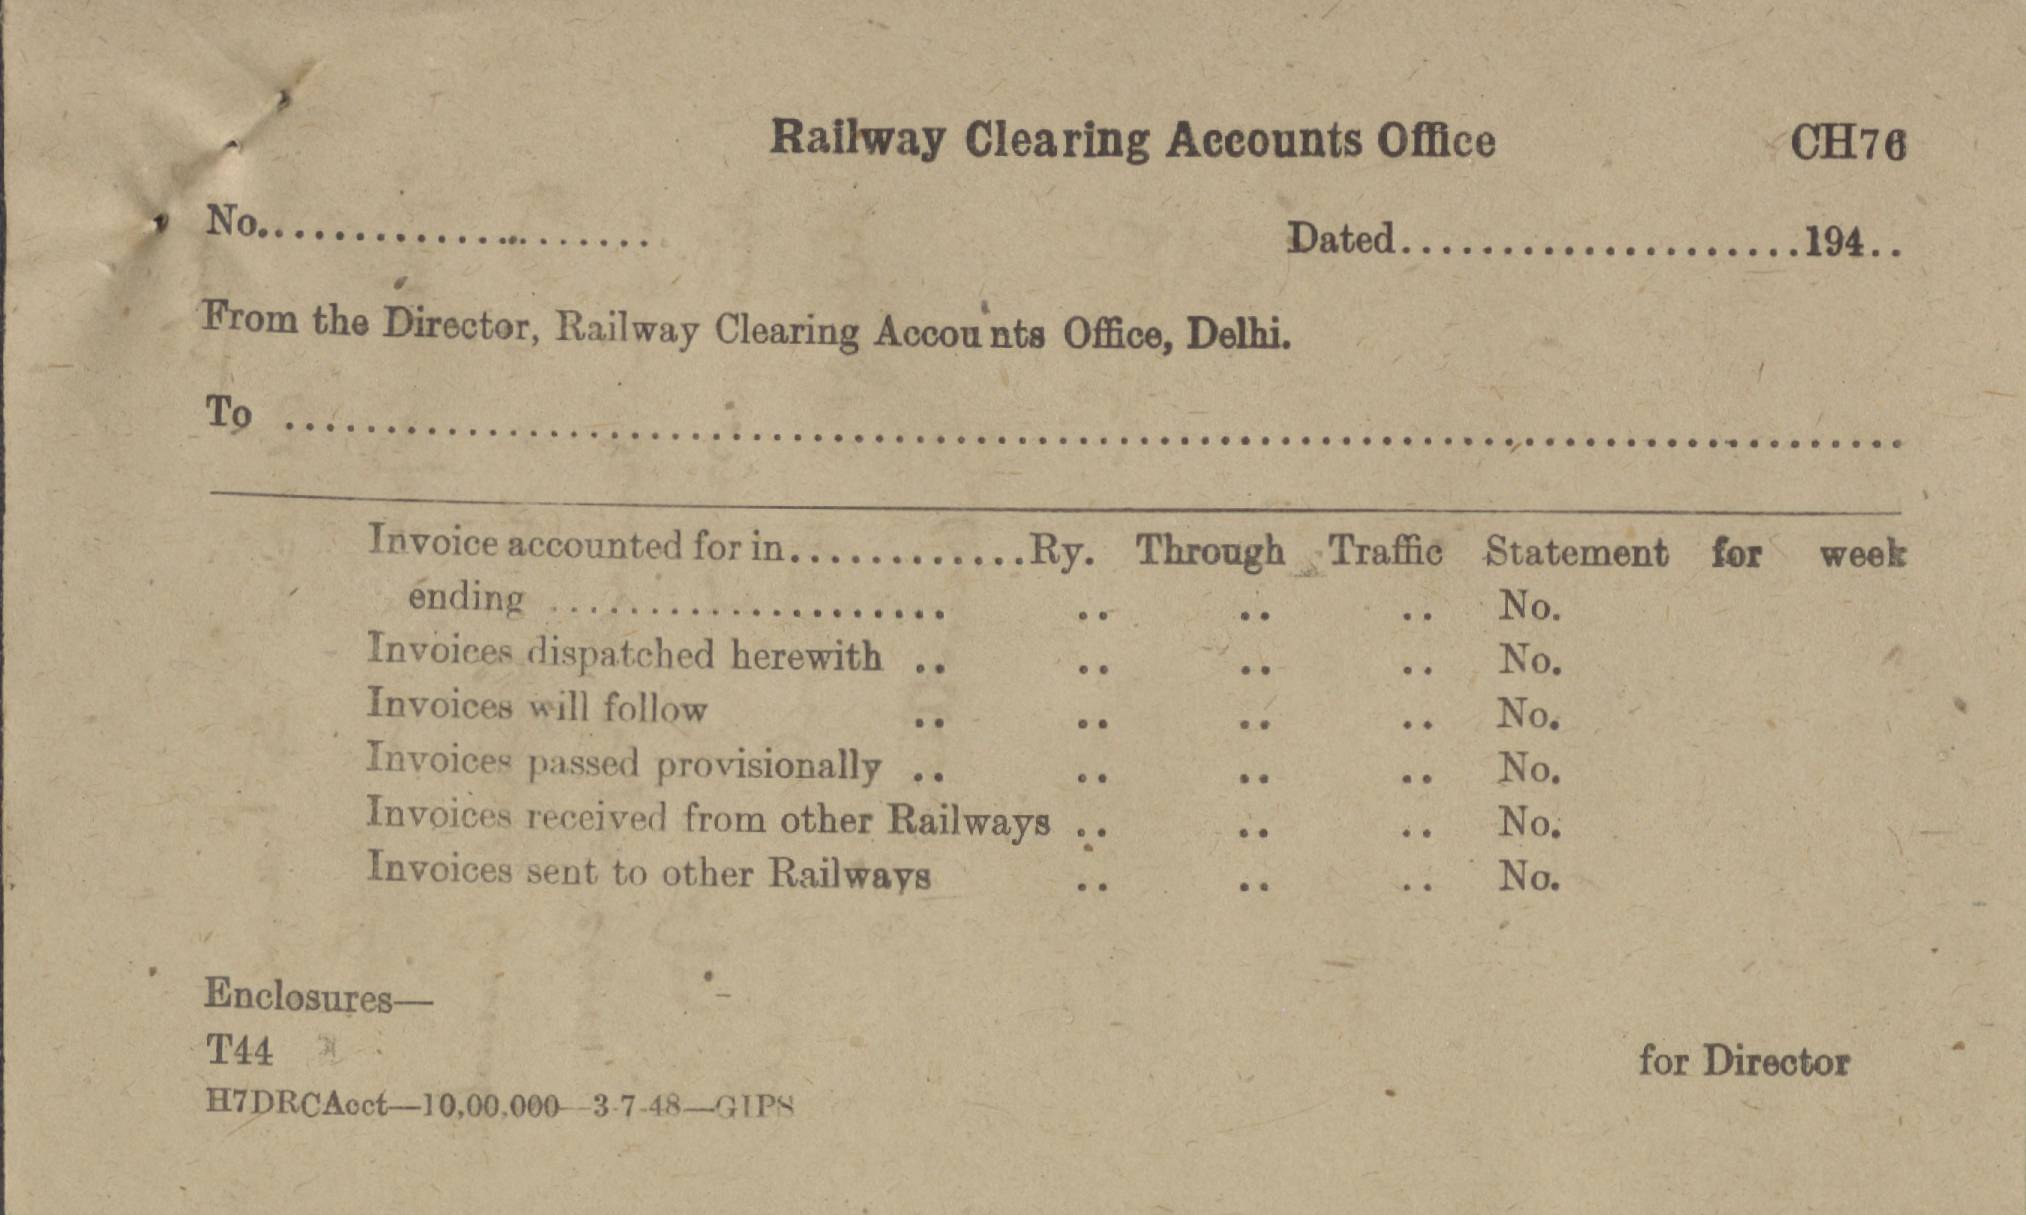 Railway Clearing Accounts Office CH76
No......................... Dated.....................194..
From the Director, Railway Clearing Accounts Office, Delhi.
To ..............................................................
Invoice accounted for in.............Ry. Through Traffic Statement for week
ending ..................... .. .. .. No.
Invoices dispatched herewith .. .. .. .. No.
Invoices will follow .. .. .. .. No.
Invoices passed provisionally .. .. .. .. No.
Invoices received from other Railways .. .. .. No.
Invoices sent to other Railways .. .. .. No.
Enclosures—
T44 for Director
H7DRCAcct—10,00,000—3-7-48—GIPS